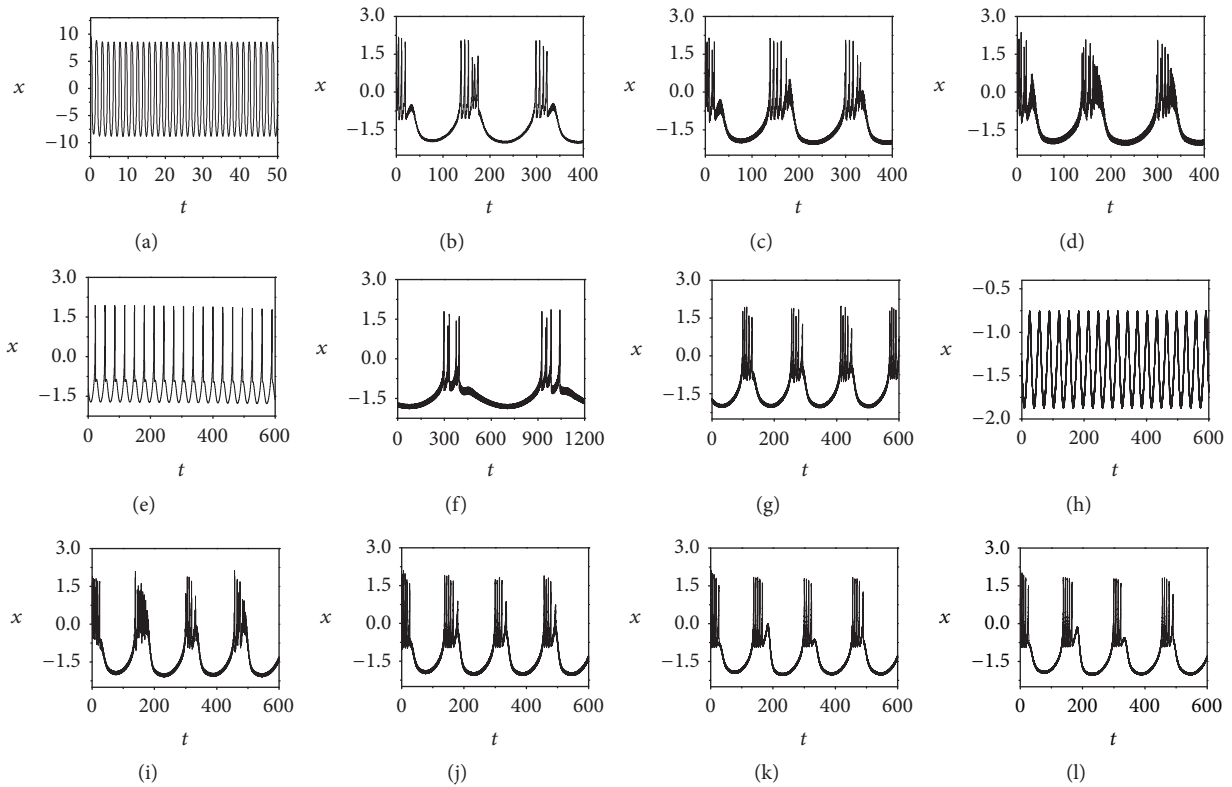 10
5
x
0
−5
−10
0 10 20 30 40 50
t
(a)
3.0
1.5
x
0.0
−1.5
0 100 200 300 400
t
(b)
3.0
1.5
x
0.0
−1.5
0 100 200 300 400
t
(c)
3.0
1.5
x
0.0
−1.5
0 100 200 300 400
t
(d)
3.0
1.5
x
0.0
−1.5
0 200 400 600
t
(e)
3.0
1.5
x
0.0
−1.5
0 300 600 900 1200
t
(f)
3.0
1.5
x
0.0
−1.5
0 200 400 600
t
(g)
−0.5
−1.0
x
−1.5
−2.0
0 200 400 600
t
(h)
3.0
1.5
x
0.0
−1.5
0 200 400 600
t
(i)
3.0
1.5
x
0.0
−1.5
0 200 400 600
t
(j)
3.0
1.5
x
0.0
−1.5
0 200 400 600
t
(k)
3.0
1.5
x
0.0
−1.5
0 200 400 600
t
(l)